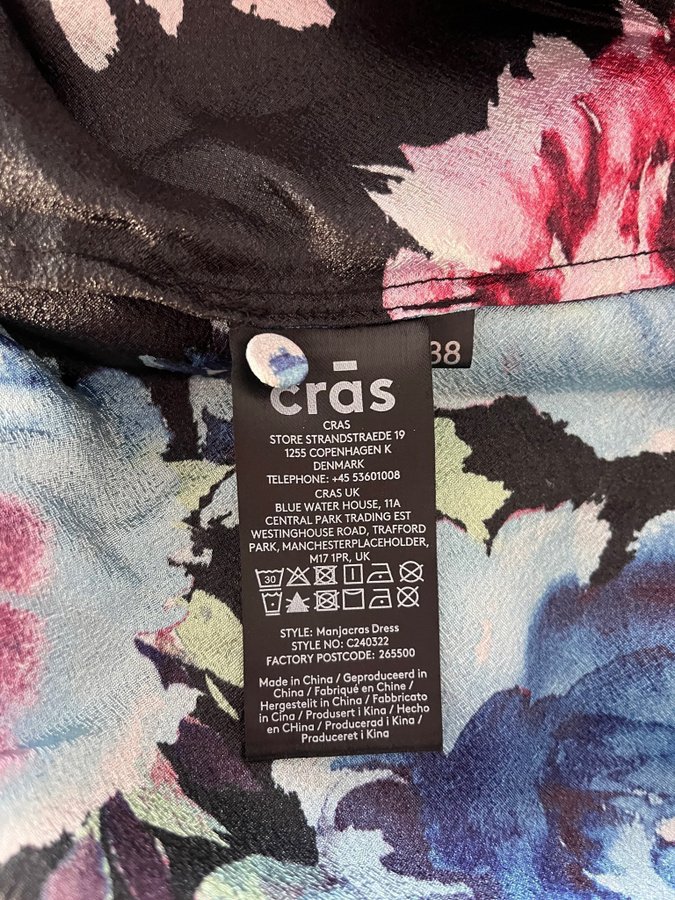 38
crās
CRAS
STORE STRANDSTRAEDE 19
1255 COPENHAGEN K
DENMARK
TELEPHONE: +45 53601008
CRAS UK
BLUE WATER HOUSE, 11A
CENTRAL PARK TRADING EST
WESTINGHOUSE ROAD, TRAFFORD
PARK, MANCHESTERPLACEHOLDER,
M17 1PR, UK
30
STYLE: Manjacras Dress
STYLE NO: C240322
FACTORY POSTCODE: 265500
Made in China / Geproduceerd in
China / Fabriqué en Chine /
Hergestelit in China / Fabbricato
in Cina / Produsert i Kina / Hecho
en China / Producerad i Kina /
Praduceret i Kina